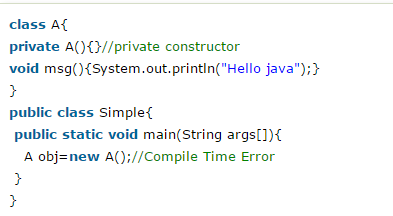 class A{
private A(){}//private constructor
void msg(){System.out.println("Hello java");}
}
public class Simple{
public static void main(String args[]){
A obj=new A();//Compile Time Error
}
}